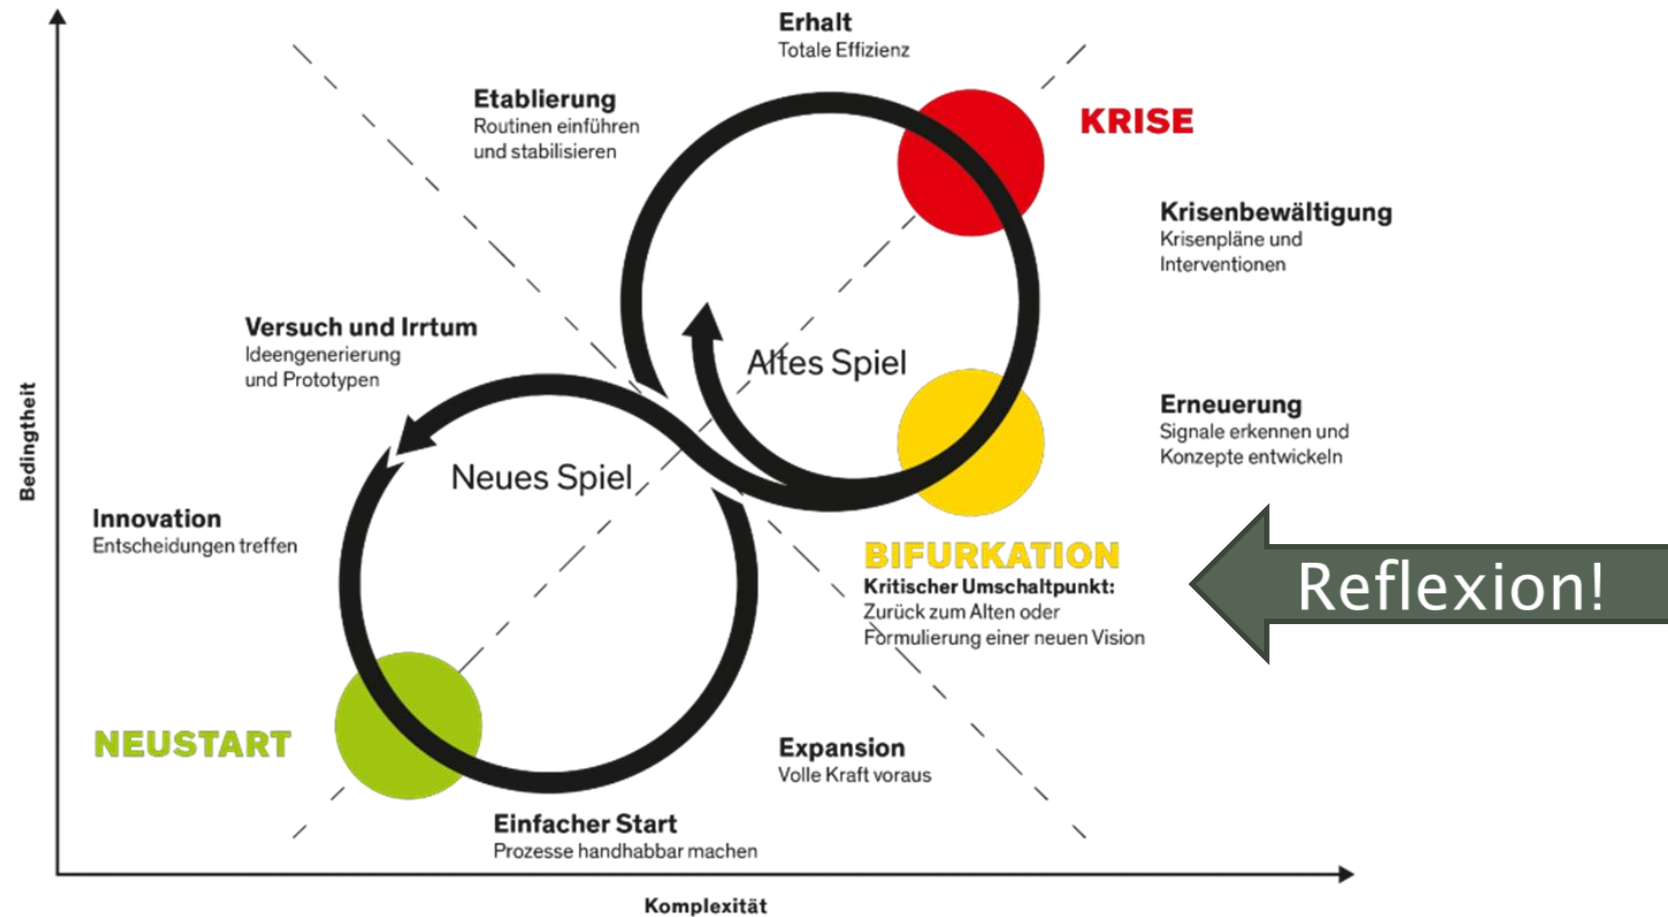 Erhalt
Totale Effizienz
Etablierung
Routinen einführen
und stabilisieren
KRISE
Krisenbewältigung
Krisenpläne und
Interventionen
Versuch und Irrtum
Ideengenerierung
und Prototypen
Altes Spiel
Erneuerung
Signale erkennen und
Konzepte entwickeln
Neues Spiel
Bedingtheit
Innovation
Entscheidungen treffen
BIFURKATION
Kritischer Umschaltpunkt:
Zurück zum Alten oder
Formulierung einer neuen Vision
Reflexion!
NEUSTART
Expansion
Volle Kraft voraus
Einfacher Start
Prozesse handhabbar machen
Komplexität